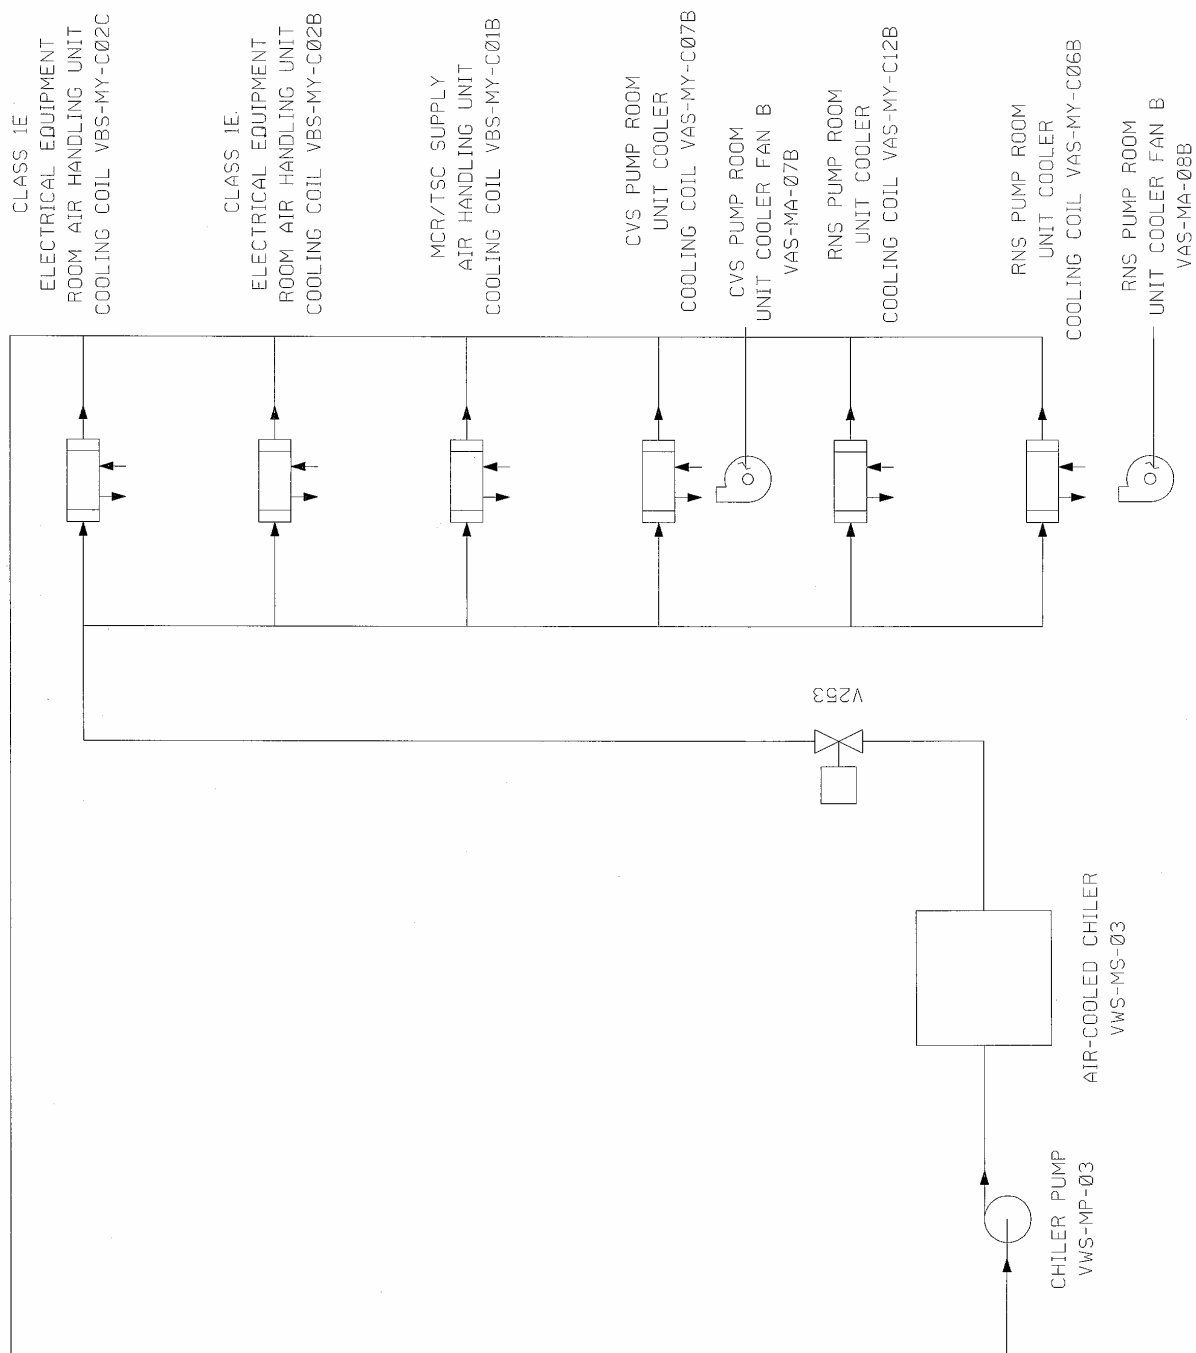 CLASS 1E
ELECTRICAL EQUIPMENT
ROOM AIR HANDLING UNIT
COOLING COIL VBS-MY-C02C
CLASS 1E.
ELECTRICAL EQUIPMENT
ROOM AIR HANDLING UNIT
COOLING COIL VBS-MY-C02B
MCR/TSC SUPPLY
AIR HANDLING UNIT
COOLING COIL VBS-MY-C01B
CVS PUMP ROOM
UNIT COOLER
COOLING COIL VAS-MY-C07B
CVS PUMP ROOM
UNIT COOLER FAN B
VAS-MA-07B
RNS PUMP ROOM
UNIT COOLER
COOLING COIL VAS-MY-C12B
RNS PUMP ROOM
UNIT COOLER
COOLING COIL VAS-MY-C06B
RNS PUMP ROOM
UNIT COOLER FAN B
VAS-MA-08B
V253
AIR-COOLED CHILER
VWS-MS-03
CHILER PUMP
VWS-MP-03